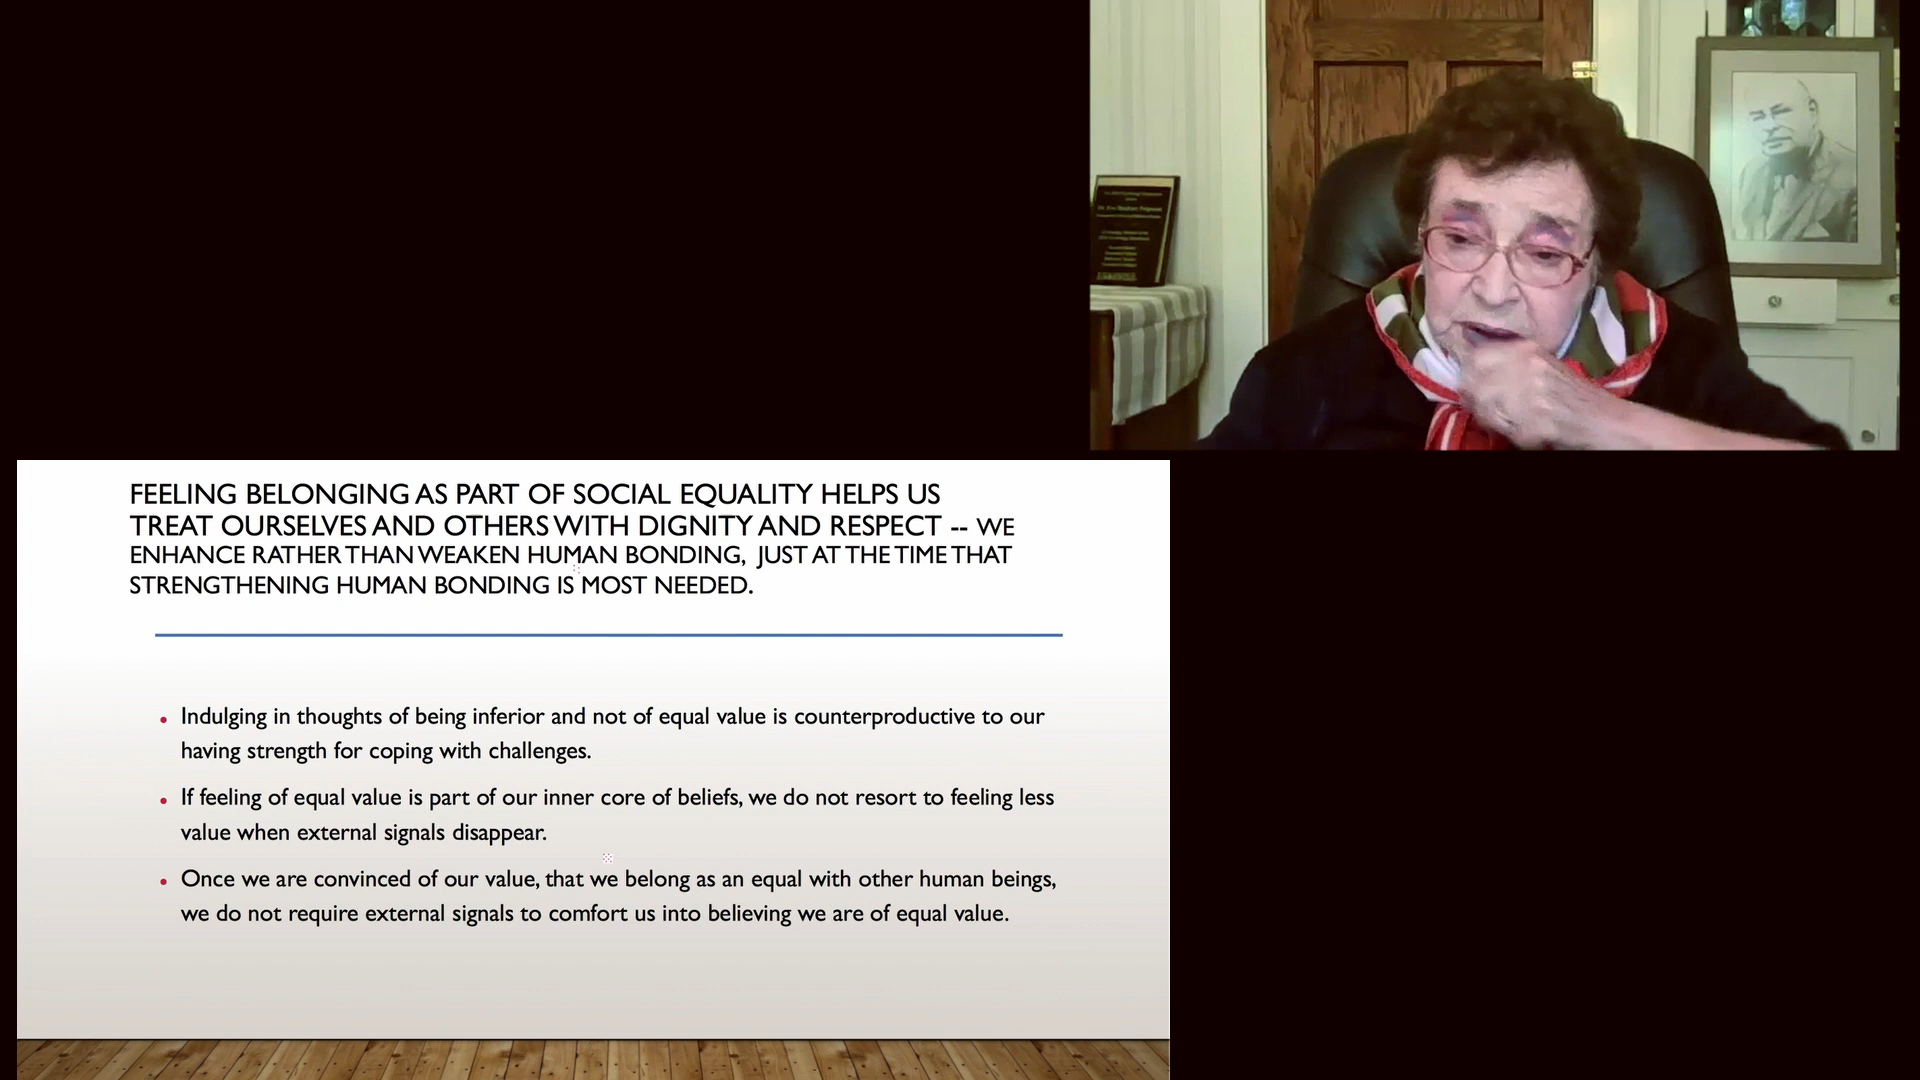 FEELING BELONGING AS PART OF SOCIAL EQUALITY HELPS US
TREAT OURSELVES AND OTHERS WITH DIGNITY AND RESPECT -- WE
ENHANCE RATHER THAN WEAKEN HUMAN BONDING, JUST AT THE TIME THAT
STRENGTHENING HUMAN BONDING IS MOST NEEDED.
• Indulging in thoughts of being inferior and not of equal value is counterproductive to our
having strength for coping with challenges.
• If feeling of equal value is part of our inner core of beliefs, we do not resort to feeling less
value when external signals disappear.
• Once we are convinced of our value, that we belong as an equal with other human beings,
we do not require external signals to comfort us into believing we are of equal value.